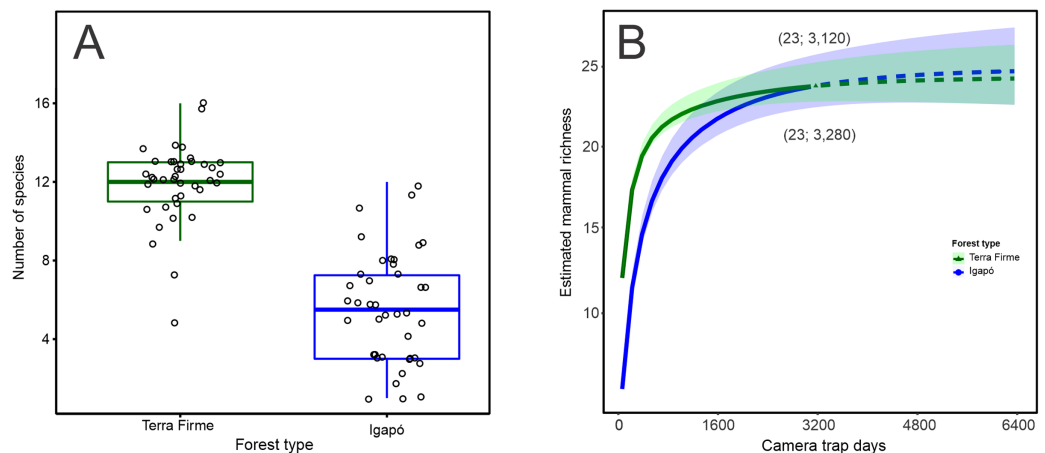 A
Number of species
16
12
8
4
Terra Firme
Igapó
Forest type
B
Estimated mammal richness
25
20
15
10
(23; 3,120)
(23; 3,280)
Forest type
Terra Firme
Igapó
0 1600 3200 4800 6400
Camera trap days